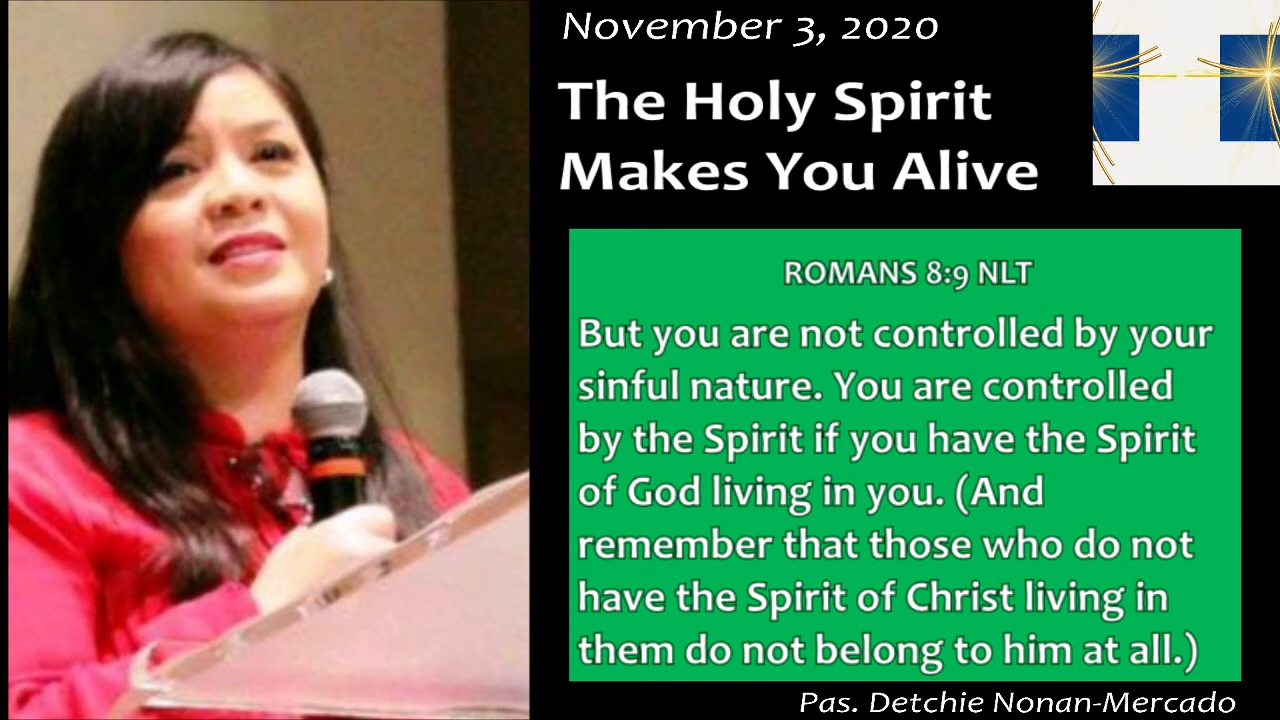 November 3, 2020
The Holy Spirit
Makes You Alive
ROMANS 8:9 NLT
But you are not controlled by your
sinful nature. You are controlled
by the Spirit if you have the Spirit
of God living in you. (And
remember that those who do not
have the Spirit of Christ living in
them do not belong to him at all.)
Pas. Detchie Nonan-Mercado